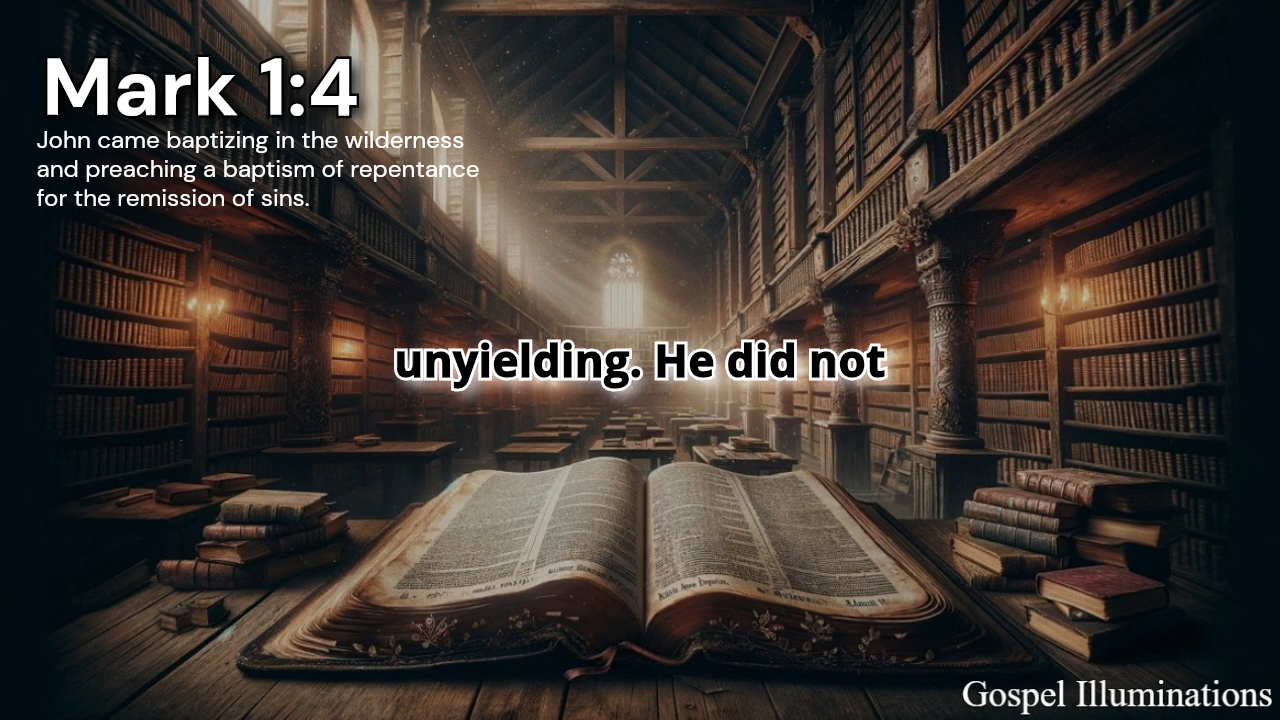 Mark 1:4
John came baptizing in the wilderness
and preaching a baptism of repentance
for the remission of sins.
unyielding. He did not
Gospel Illuminations